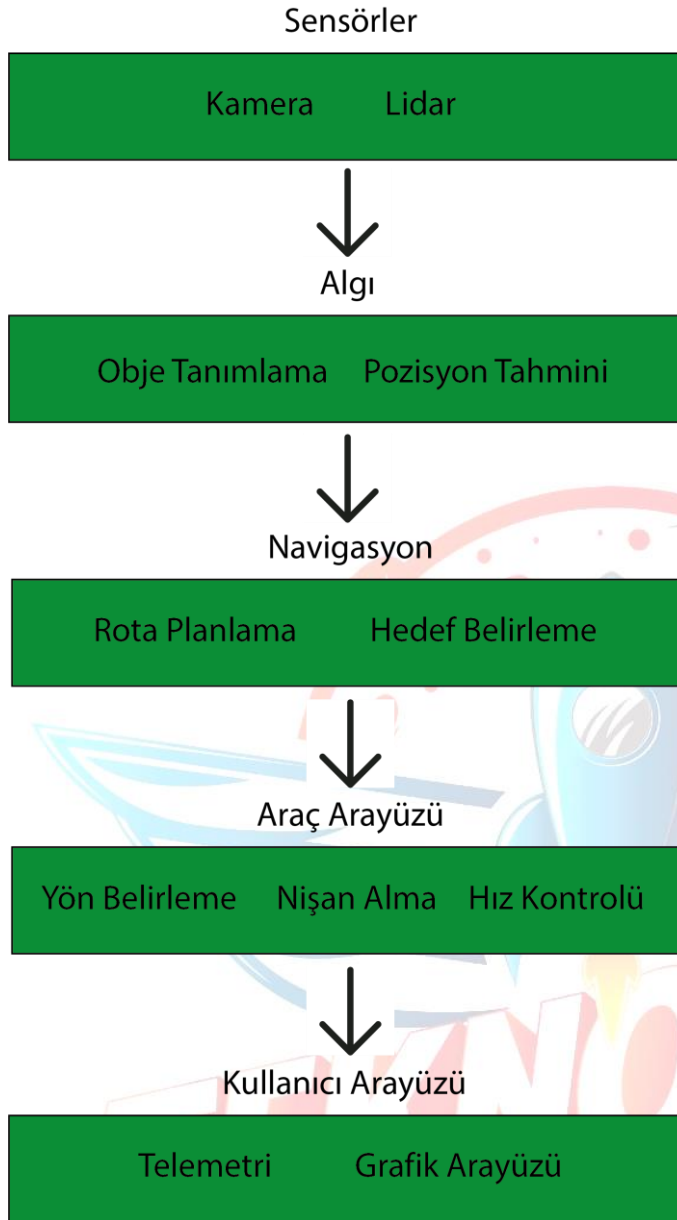 Sensörler
Kamera Lidar
Algı
Obje Tanımlama Pozisyon Tahmini
Navigasyon
Rota Planlama Hedef Belirleme
Araç Arayüzü
Yön Belirleme Nişan Alma Hız Kontrolü
Kullanıcı Arayüzü
Telemetri Grafik Arayüzü